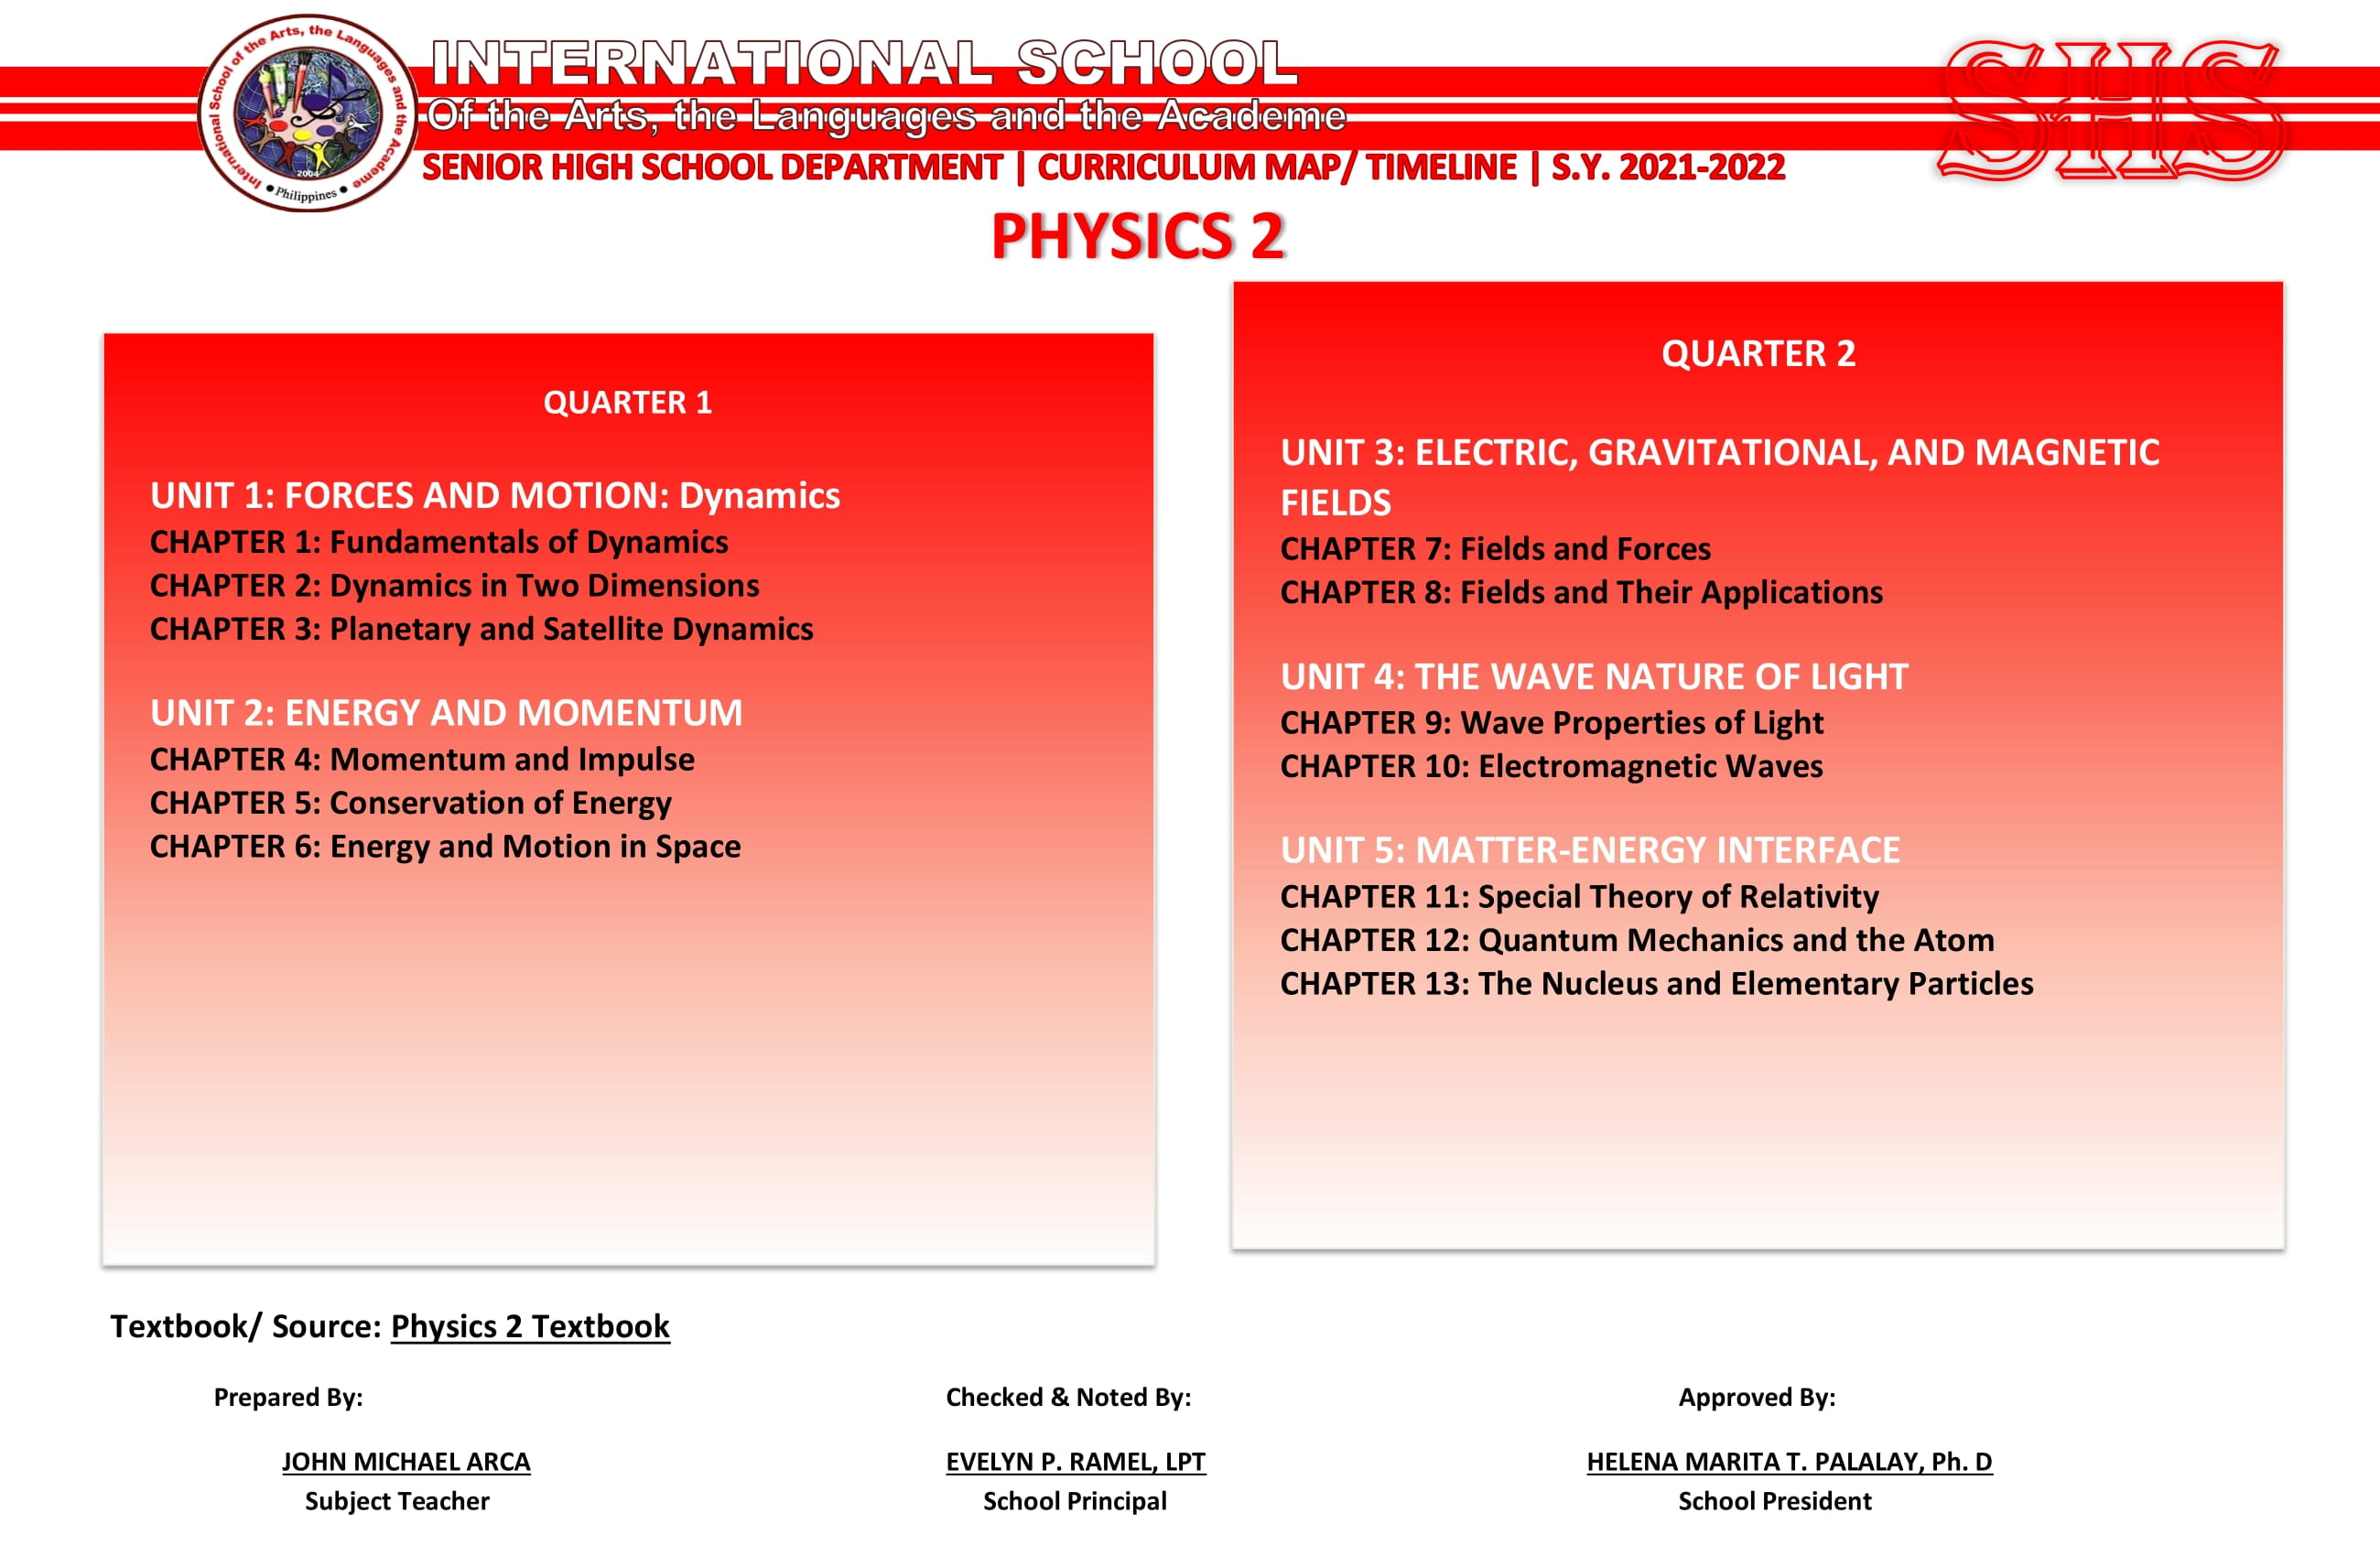 International School of the Arts, the Languages and the Academe
2004
Philippines
INTERNATIONAL SCHOOL
Of the Arts, the Languages and the Academe
SENIOR HIGH SCHOOL DEPARTMENT | CURRICULUM MAP/ TIMELINE | S.Y. 2021-2022
SHS
PHYSICS 2
QUARTER 1
UNIT 1: FORCES AND MOTION: Dynamics
CHAPTER 1: Fundamentals of Dynamics
CHAPTER 2: Dynamics in Two Dimensions
CHAPTER 3: Planetary and Satellite Dynamics
UNIT 2: ENERGY AND MOMENTUM
CHAPTER 4: Momentum and Impulse
CHAPTER 5: Conservation of Energy
CHAPTER 6: Energy and Motion in Space
QUARTER 2
UNIT 3: ELECTRIC, GRAVITATIONAL, AND MAGNETIC
FIELDS
CHAPTER 7: Fields and Forces
CHAPTER 8: Fields and Their Applications
UNIT 4: THE WAVE NATURE OF LIGHT
CHAPTER 9: Wave Properties of Light
CHAPTER 10: Electromagnetic Waves
UNIT 5: MATTER-ENERGY INTERFACE
CHAPTER 11: Special Theory of Relativity
CHAPTER 12: Quantum Mechanics and the Atom
CHAPTER 13: The Nucleus and Elementary Particles
Textbook/ Source: Physics 2 Textbook
Prepared By:
JOHN MICHAEL ARCA
Subject Teacher
Checked & Noted By:
EVELYN P. RAMEL, LPT
School Principal
Approved By:
HELENA MARITA T. PALALAY, Ph. D
School President